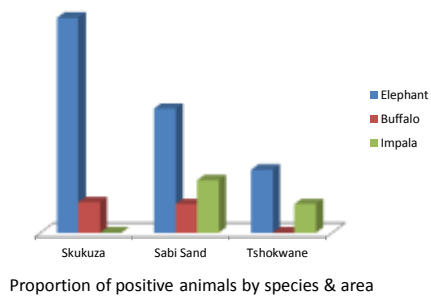 Elephant
Buffalo
Impala
Skukuza
Sabi Sand
Tshokwane
Proportion of positive animals by species & area